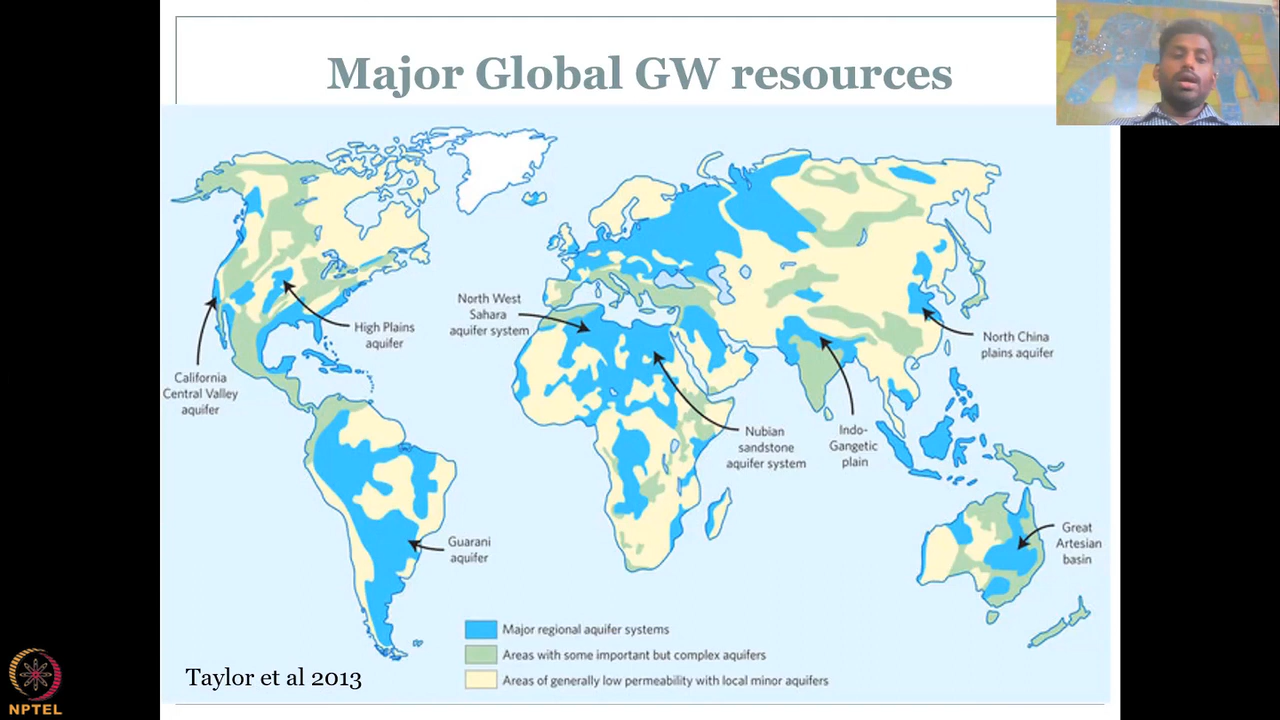 Major Global GW resources
North West
Sahara
aquifer system
High Plains
aquifer
California
Central Valley
aquifer
North China
plains aquifer
Nubian
sandstone
aquifer system
Indo-
Gangetic
plain
Great
Artesian
basin
Guarani
aquifer
Major regional aquifer systems
Areas with some important but complex aquifers
Areas of generally low permeability with local minor aquifers
Taylor et al 2013
NPTEL